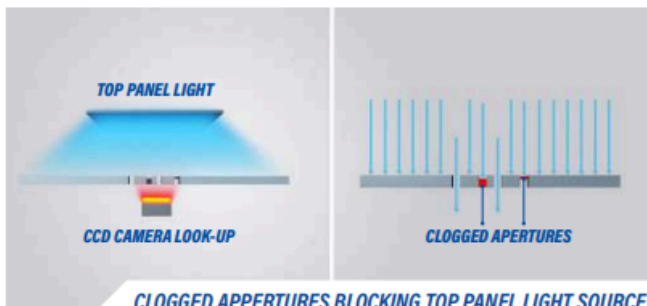 TOP PANEL LIGHT
CCD CAMERA LOOK-UP
CLOGGED APERTURES
CLOGGED APPERTURES BLOCKING TOP PANEL LIGHT SOURCE